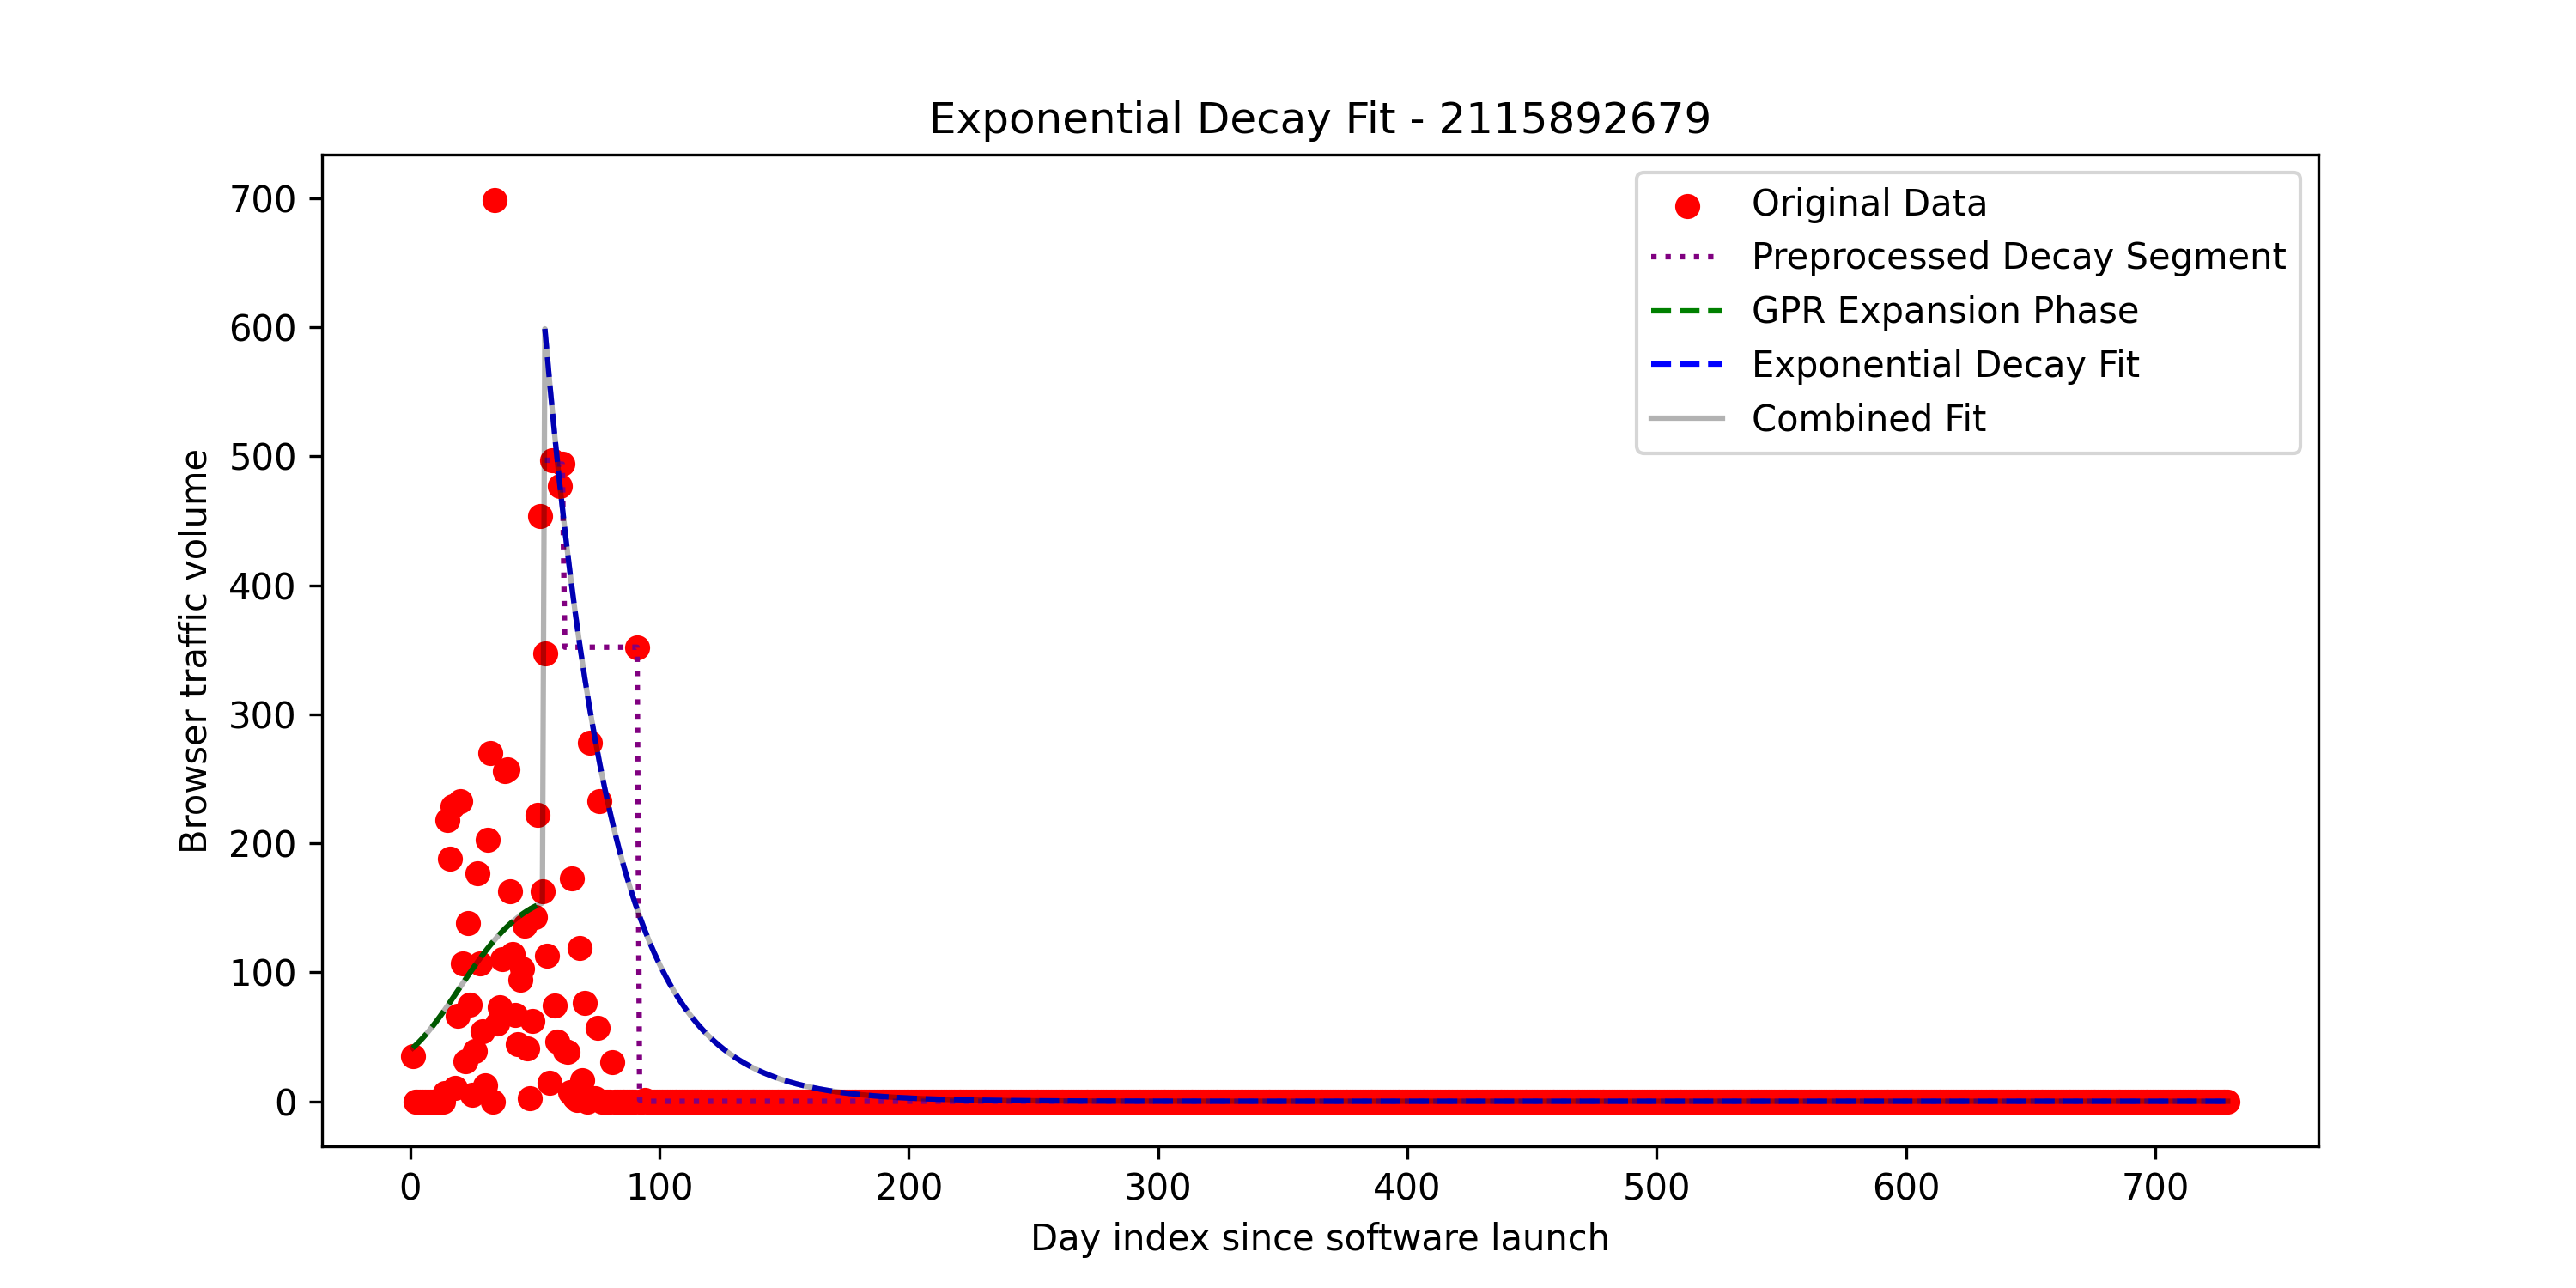 Exponential Decay Fit - 2115892679
Original Data
Preprocessed Decay Segment
GPR Expansion Phase
Exponential Decay Fit
Combined Fit
Browser traffic volume
700
600
500
400
300
200
100
0
0 100 200 300 400 500 600 700
Day index since software launch